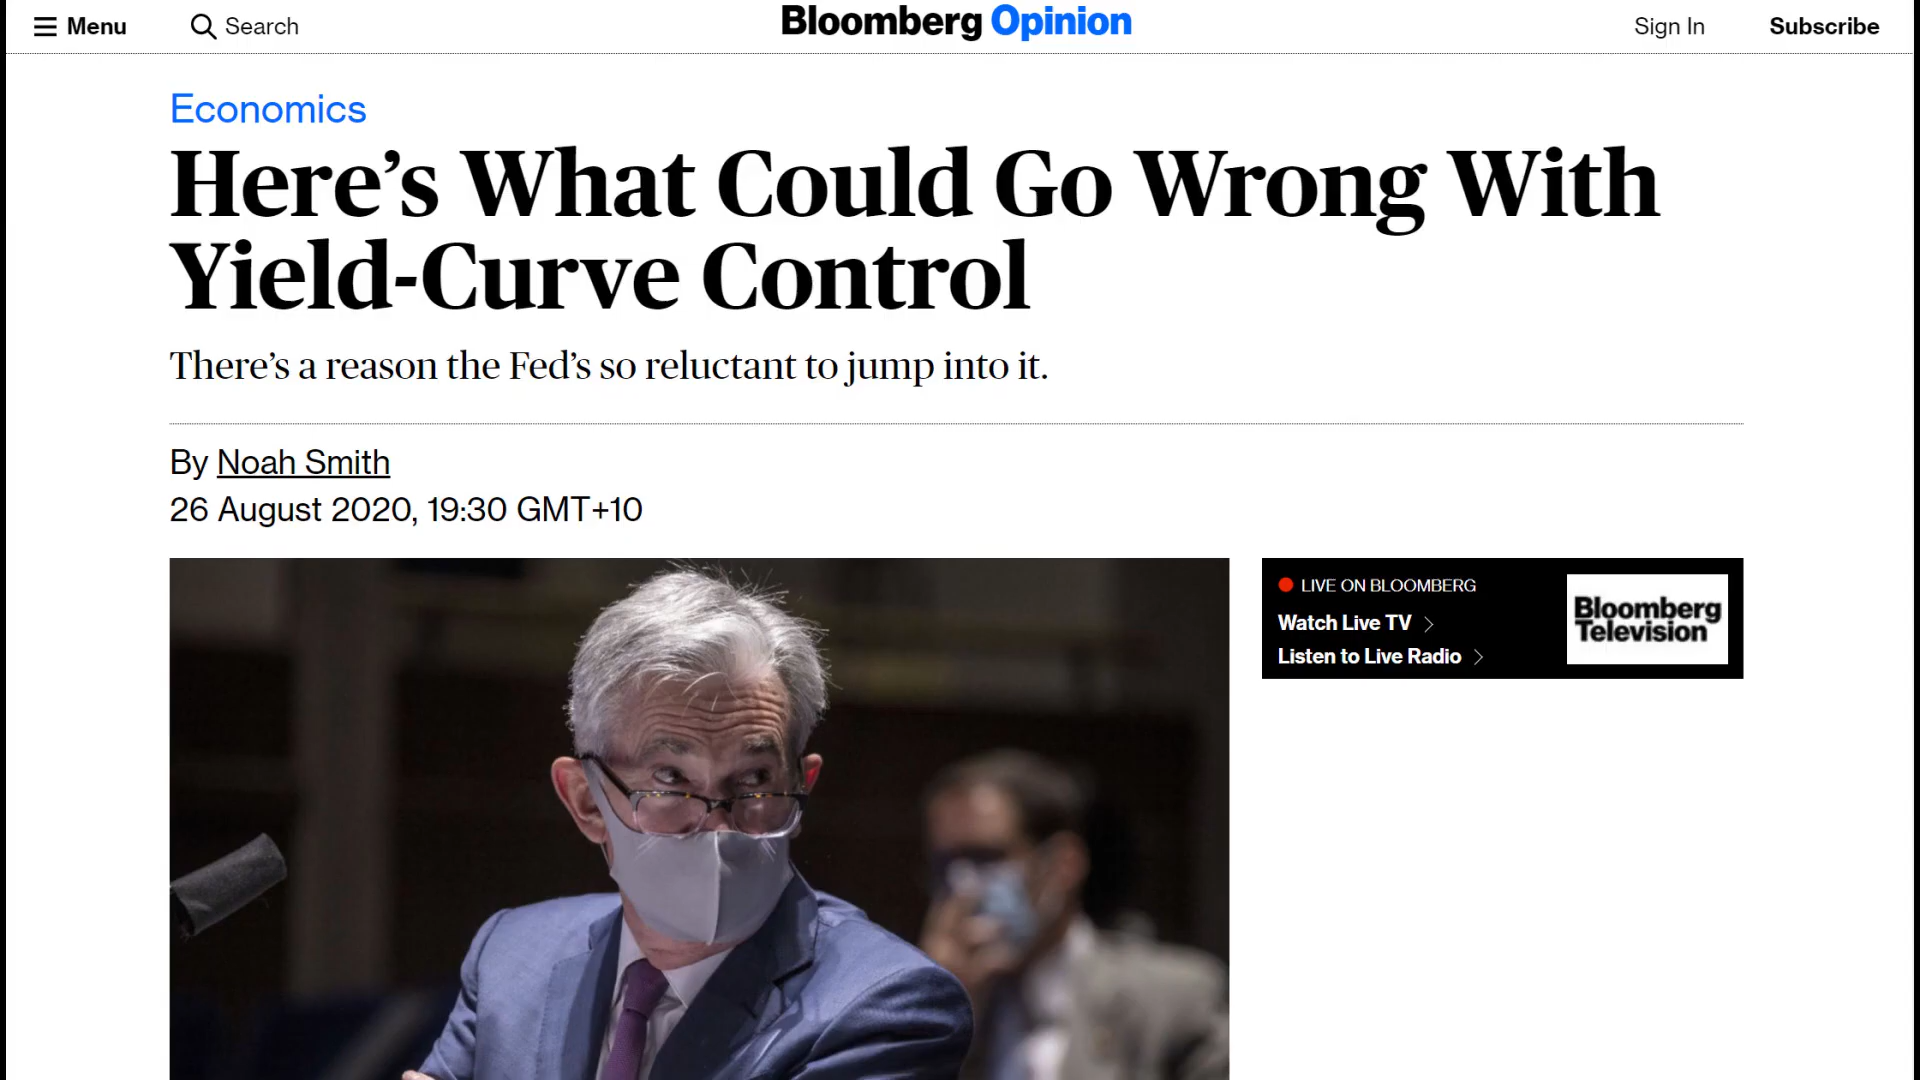 Menu
Search
Bloomberg Opinion
Sign In
Subscribe
Economics
Here’s What Could Go Wrong With
Yield-Curve Control
There’s a reason the Fed’s so reluctant to jump into it.
By Noah Smith
26 August 2020, 19:30 GMT+10
LIVE ON BLOOMBERG
Watch Live TV
Listen to Live Radio
Bloomberg
Television